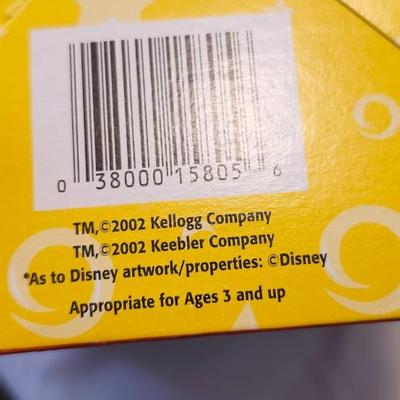 0 38000 15805 6
TM,©2002 Kellogg Company
TM,©2002 Keebler Company
*As to Disney artwork/properties: ©Disney
Appropriate for Ages 3 and up